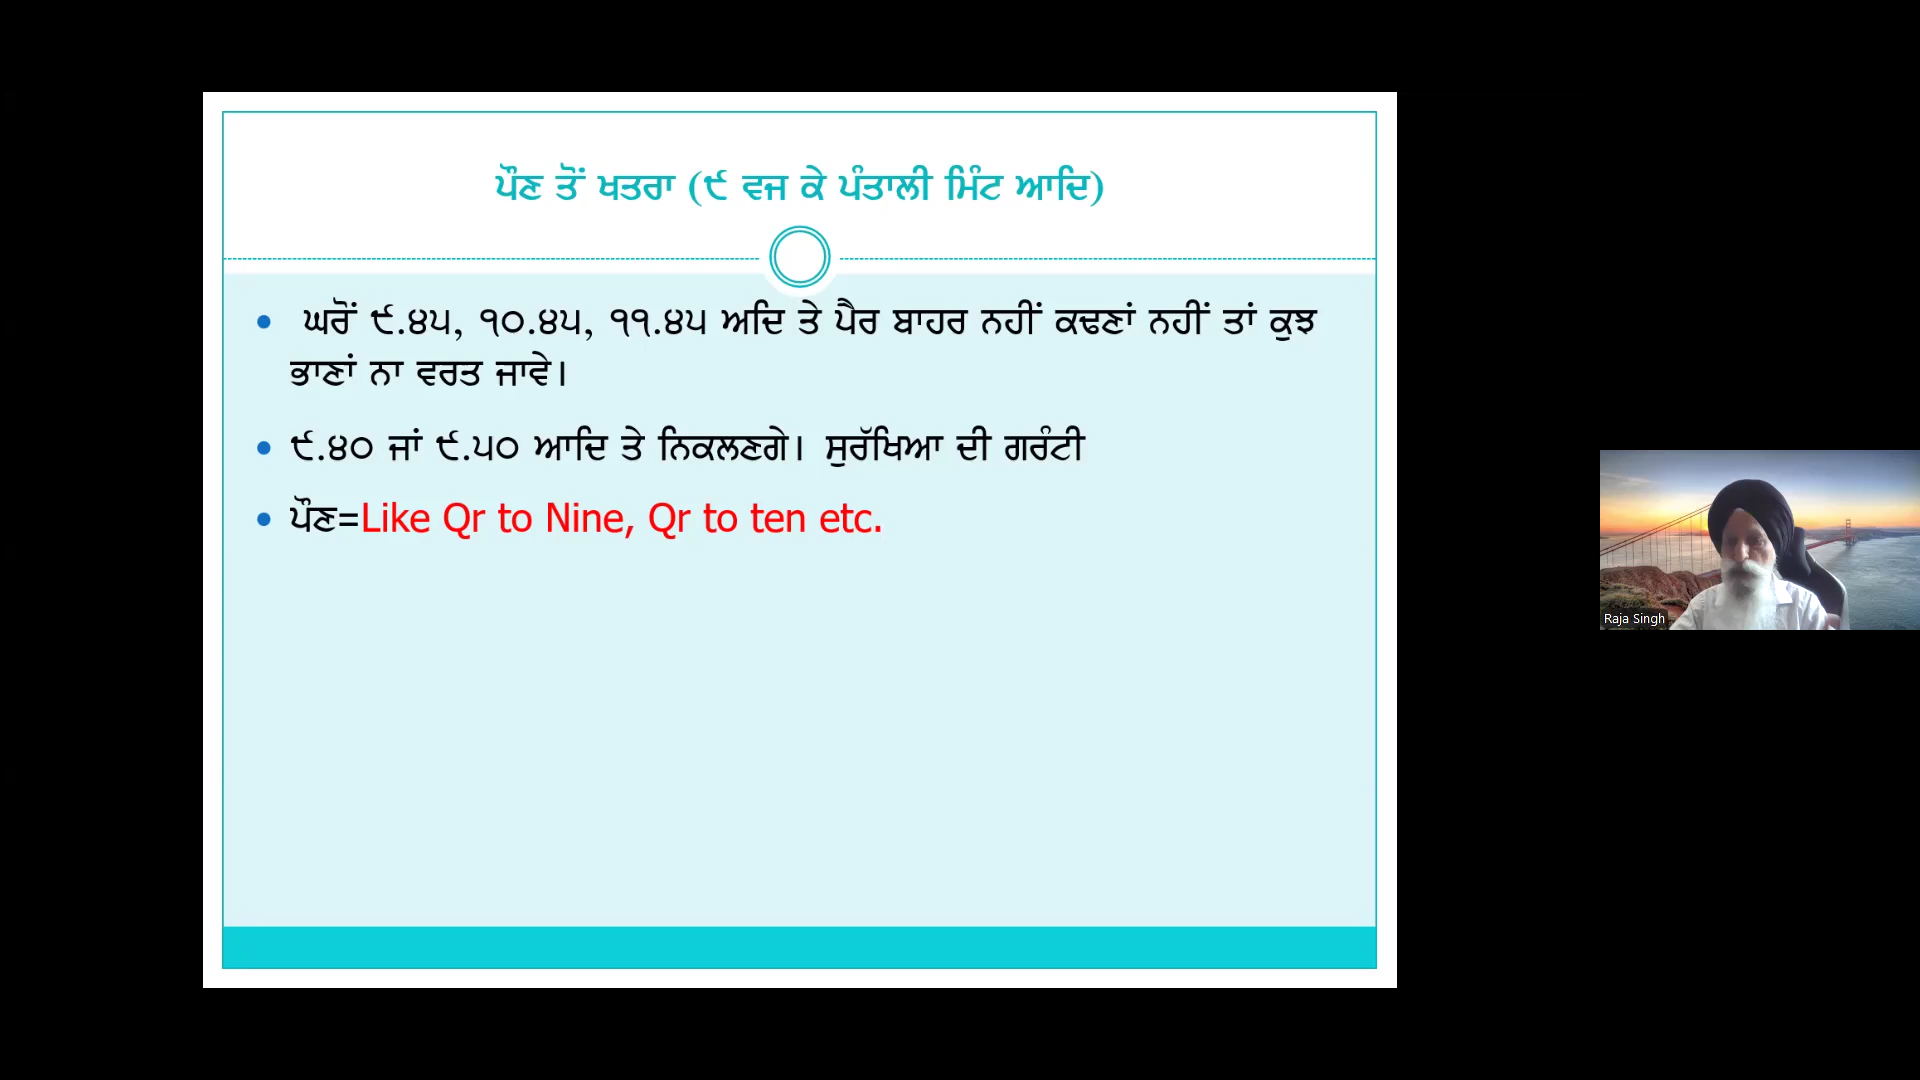 ਪੌਣ ਤੋਂ ਖਤਰਾ (੯ ਵਜ ਕੇ ਪੰਤਾਲੀ ਮਿੰਟ ਆਦਿ)
• ਘਰੋਂ ੯.੪੫, ੧੦.੪੫, ੧੧.੪੫ ਅਦਿ ਤੇ ਪੈਰ ਬਾਹਰ ਨਹੀਂ ਕਢਣਾਂ ਨਹੀਂ ਤਾਂ ਕੁਝ
ਭਾਣਾਂ ਨਾ ਵਰਤ ਜਾਵੇ।
• ੯.੪੦ ਜਾਂ ੯.੫੦ ਆਦਿ ਤੇ ਨਿਕਲਣਗੇ। ਸੁਰੱਖਿਆ ਦੀ ਗਰੰਟੀ
• ਪੌਣ=Like Qr to Nine, Qr to ten etc.
Raja Singh